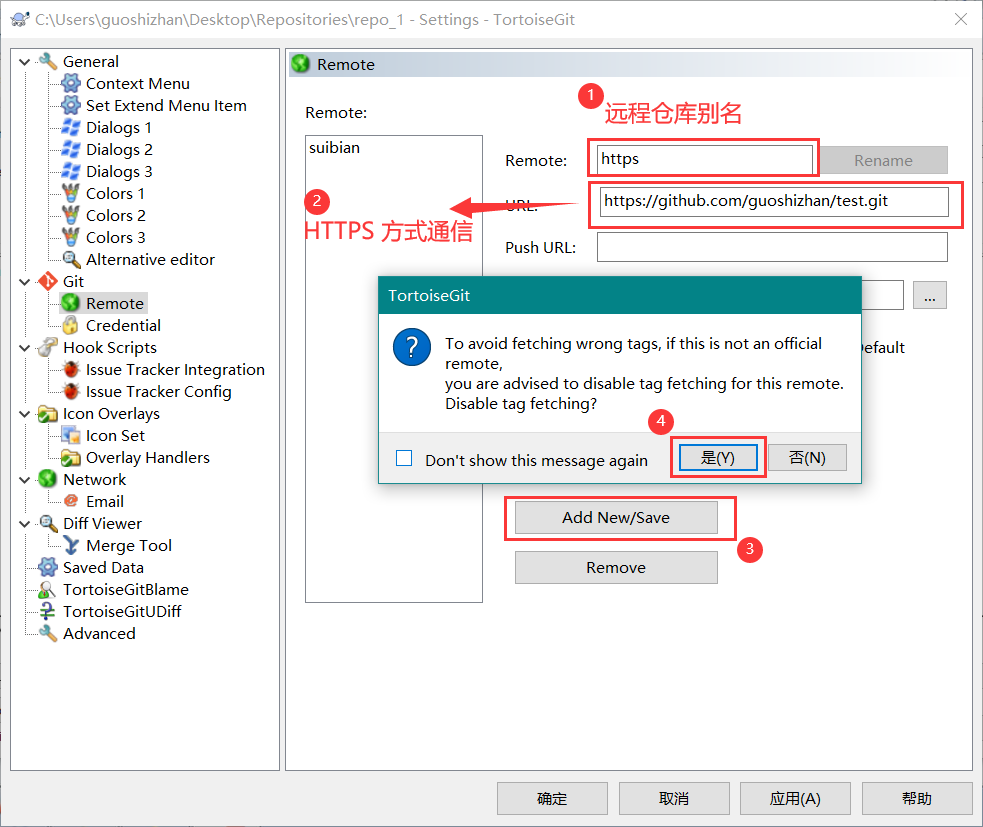 C:\Users\guoshizhan\Desktop\Repositories\repo_1 - Settings - TortoiseGit
General
Context Menu
Set Extend Menu Item
Dialogs 1
Dialogs 2
Dialogs 3
Colors 1
Colors 2
Colors 3
Alternative editor
Git
Remote
Credential
Hook Scripts
Issue Tracker Integration
Issue Tracker Config
Icon Overlays
Icon Set
Overlay Handlers
Network
Email
Diff Viewer
Merge Tool
Saved Data
TortoiseGitBlame
TortoiseGitUDiff
Advanced
Remote
Remote:
suibian
1
远程仓库别名
Remote:
https
Rename
2
HTTPS 方式通信
URL:
https://github.com/guoshizhan/test.git
Push URL:
...
Default
TortoiseGit
?
To avoid fetching wrong tags, if this is not an official
remote,
you are advised to disable tag fetching for this remote.
Disable tag fetching?
4
Don't show this message again
是(Y)
否(N)
Add New/Save
3
Remove
确定
取消
应用(A)
帮助